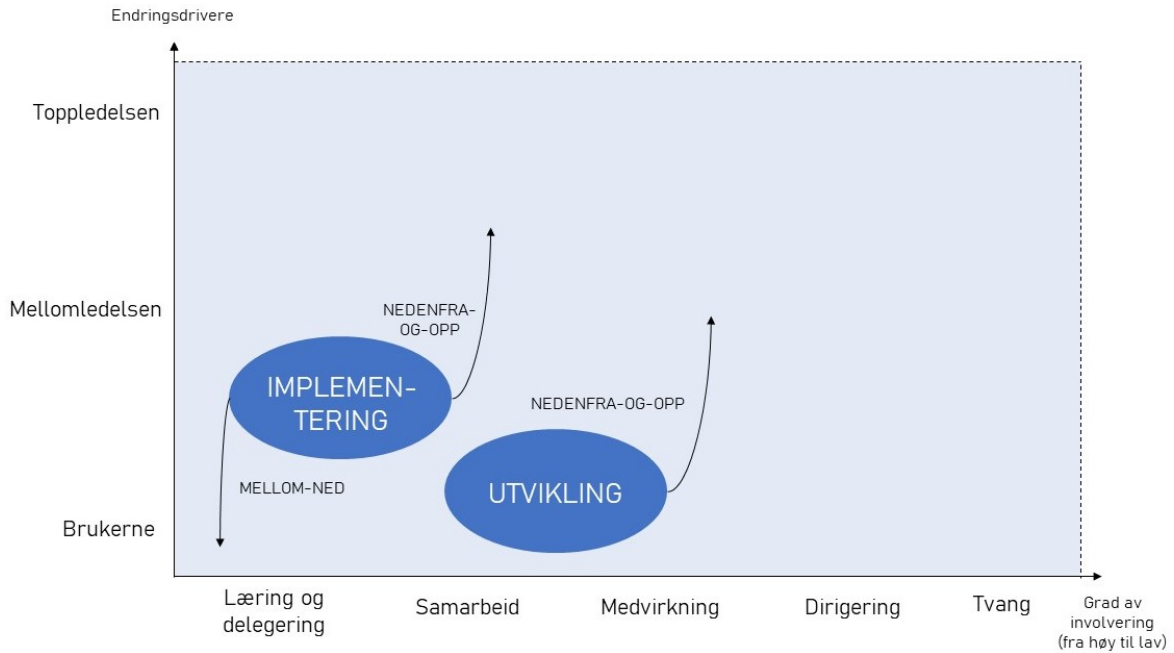 Endringsdrivere
Toppledelsen
Mellomledelsen
NEDENFRA-
OG-OPP
IMPLEMEN-
TERING
NEDENFRA-OG-OPP
MELLOM-NED
UTVIKLING
Brukerne
Læring og
delegering
Samarbeid
Medvirkning
Dirigering
Tvang
Grad av
involvering
(fra høy til lav)